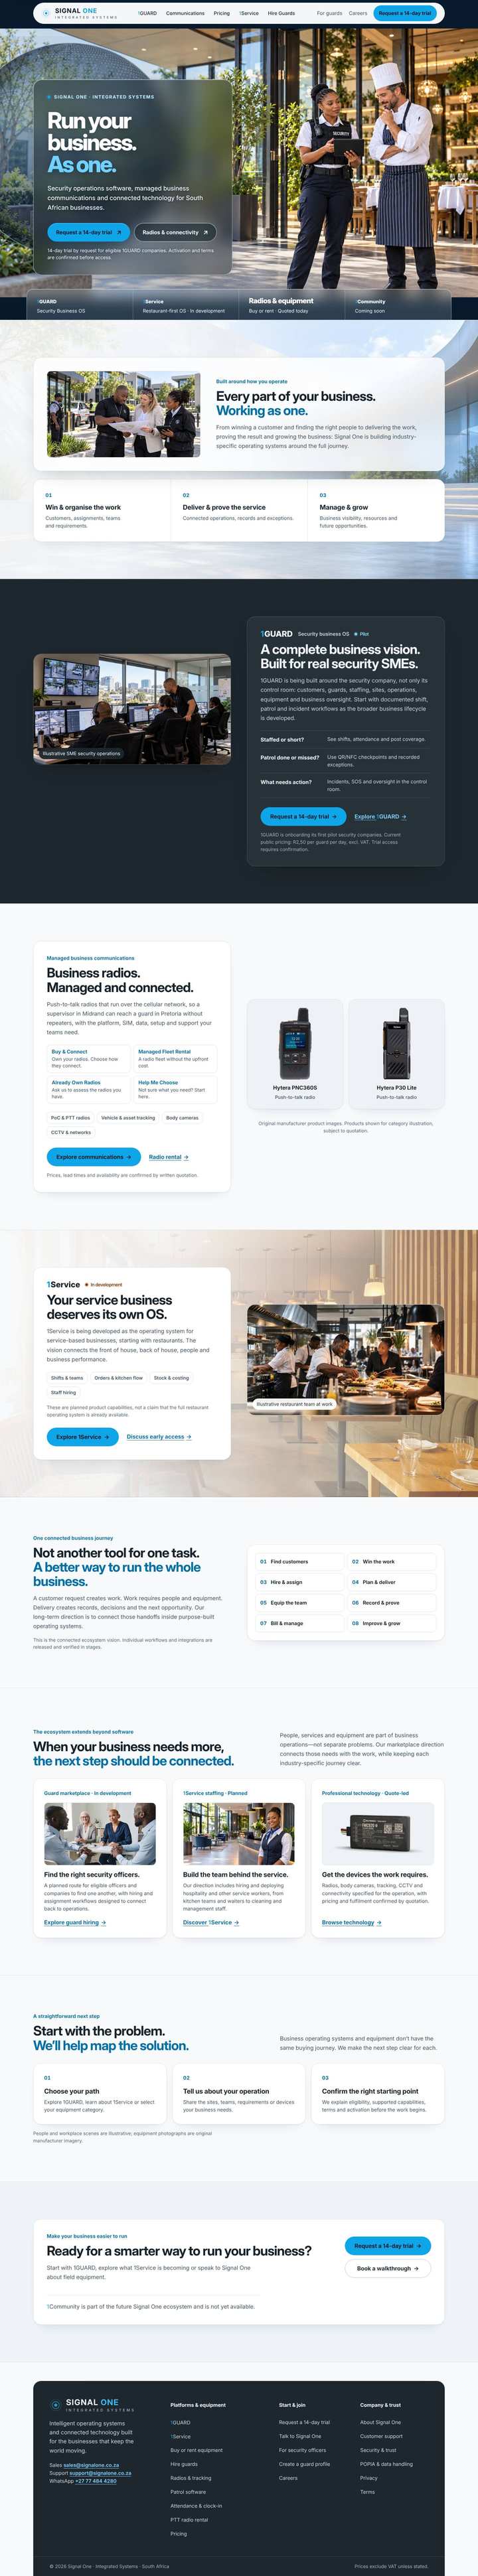 SIGNAL ONE
INTEGRATED SYSTEMS
1GUARD
Communications
Pricing
1Service
Hire Guards
For guards
Careers
Request a 14-day trial
SIGNAL ONE · INTEGRATED SYSTEMS
Run your
business.
As one.
Security operations software, managed business
communications and connected technology for South
African businesses.
Request a 14-day trial ↗
Radios & connectivity ↗
14-day trial by request for eligible 1GUARD companies. Activation and terms
are confirmed before access.
SECURITY
1GUARD
Security Business OS
1Service
Restaurant-first OS · In development
Radios & equipment
Buy or rent · Quoted today
1Community
Coming soon
Built around how you operate
Every part of your business.
Working as one.
From winning a customer and finding the right people to delivering the work,
proving the result and growing the business: Signal One is building industry-
specific operating systems around the full journey.
01
Win & organise the work
Customers, assignments, teams
and requirements.
02
Deliver & prove the service
Connected operations, records and exceptions.
03
Manage & grow
Business visibility, resources and
future opportunities.
Illustrative SME security operations
1GUARD Security business OS Pilot
A complete business vision.
Built for real security SMEs.
1GUARD is being built around the security company, not only its
control room: customers, guards, staffing, sites, operations,
equipment and business oversight. Start with documented shift,
patrol and incident workflows as the broader business lifecycle
is developed.
Staffed or short?
See shifts, attendance and post coverage.
Patrol done or missed?
Use QR/NFC checkpoints and recorded
exceptions.
What needs action?
Incidents, SOS and oversight in the control
room.
Request a 14-day trial →
Explore 1GUARD →
1GUARD is onboarding its first pilot security companies. Current
public pricing: R2,50 per guard per day, excl. VAT. Trial access
requires confirmation.
Managed business communications
Business radios.
Managed and connected.
Push-to-talk radios that run over the cellular network, so a
supervisor in Midrand can reach a guard in Pretoria without
repeaters, with the platform, SIM, data, setup and support your
teams need.
Buy & Connect
Own your radios. Choose how
they connect.
Managed Fleet Rental
A radio fleet without the upfront
cost.
Already Own Radios
Ask us to assess the radios you
have.
Help Me Choose
Not sure what you need? Start
here.
PoC & PTT radios
Vehicle & asset tracking
Body cameras
CCTV & networks
Explore communications →
Radio rental →
Prices, lead times and availability are confirmed by written quotation.
Hytera PNC360S
Push-to-talk radio
Hytera P30 Lite
Push-to-talk radio
Original manufacturer product images. Products shown for category illustration,
subject to quotation.
1Service In development
Your service business
deserves its own OS.
1Service is being developed as the operating system for
service-based businesses, starting with restaurants. The
vision connects the front of house, back of house, people and
business performance.
Shifts & teams
Orders & kitchen flow
Stock & costing
Staff hiring
These are planned product capabilities, not a claim that the full restaurant
operating system is already available.
Explore 1Service →
Discuss early access →
Illustrative restaurant team at work
One connected business journey
Not another tool for one task.
A better way to run the whole
business.
A customer request creates work. Work requires people and equipment.
Delivery creates records, decisions and the next opportunity. Our
long-term direction is to connect those handoffs inside purpose-built
operating systems.
This is the connected ecosystem vision. Individual workflows and integrations are
released and verified in stages.
01 Find customers
02 Win the work
03 Hire & assign
04 Plan & deliver
05 Equip the team
06 Record & prove
07 Bill & manage
08 Improve & grow
The ecosystem extends beyond software
When your business needs more,
the next step should be connected.
People, services and equipment are part of business
operations—not separate problems. Our marketplace direction
connects those needs with the work, while keeping each
industry-specific journey clear.
Guard marketplace · In development
Find the right security officers.
A planned route for eligible officers and
companies to find one another, with hiring and
assignment workflows designed to connect
back to operations.
Explore guard hiring →
1Service staffing · Planned
Build the team behind the service.
Our direction includes hiring and deploying
hospitality and other service workers, from
kitchen teams and waiters to cleaning and
management staff.
Discover 1Service →
Professional technology · Quote-led
Get the devices the work requires.
Radios, body cameras, tracking, CCTV and
connectivity specified for the operation, with
pricing and fulfilment confirmed by quotation.
Browse technology →
A straightforward next step
Start with the problem.
We'll help map the solution.
Business operating systems and equipment don't have the
same buying journey. We make the next step clear for each.
01
Choose your path
Explore 1GUARD, learn about 1Service or select
your equipment category.
02
Tell us about your operation
Share the sites, teams, requirements or devices
your business needs.
03
Confirm the right starting point
We explain eligibility, supported capabilities,
terms and activation before the work begins.
People and workplace scenes are illustrative; equipment photographs are original
manufacturer imagery.
Make your business easier to run
Ready for a smarter way to run your business?
Start with 1GUARD, explore what 1Service is becoming or speak to Signal One
about field equipment.
1Community is part of the future Signal One ecosystem and is not yet available.
Request a 14-day trial →
Book a walkthrough →
SIGNAL ONE
INTEGRATED SYSTEMS
Intelligent operating systems
and connected technology built
for the businesses that keep the
world moving.
Sales sales@signalone.co.za
Support support@signalone.co.za
WhatsApp +27 77 484 4280
Platforms & equipment
1GUARD
1Service
Buy or rent equipment
Hire guards
Radios & tracking
Patrol software
Attendance & clock-in
PTT radio rental
Pricing
Start & join
Request a 14-day trial
Talk to Signal One
For security officers
Create a guard profile
Careers
Company & trust
About Signal One
Customer support
Security & trust
POPIA & data handling
Privacy
Terms
© 2026 Signal One · Integrated Systems · South Africa
Prices exclude VAT unless stated.